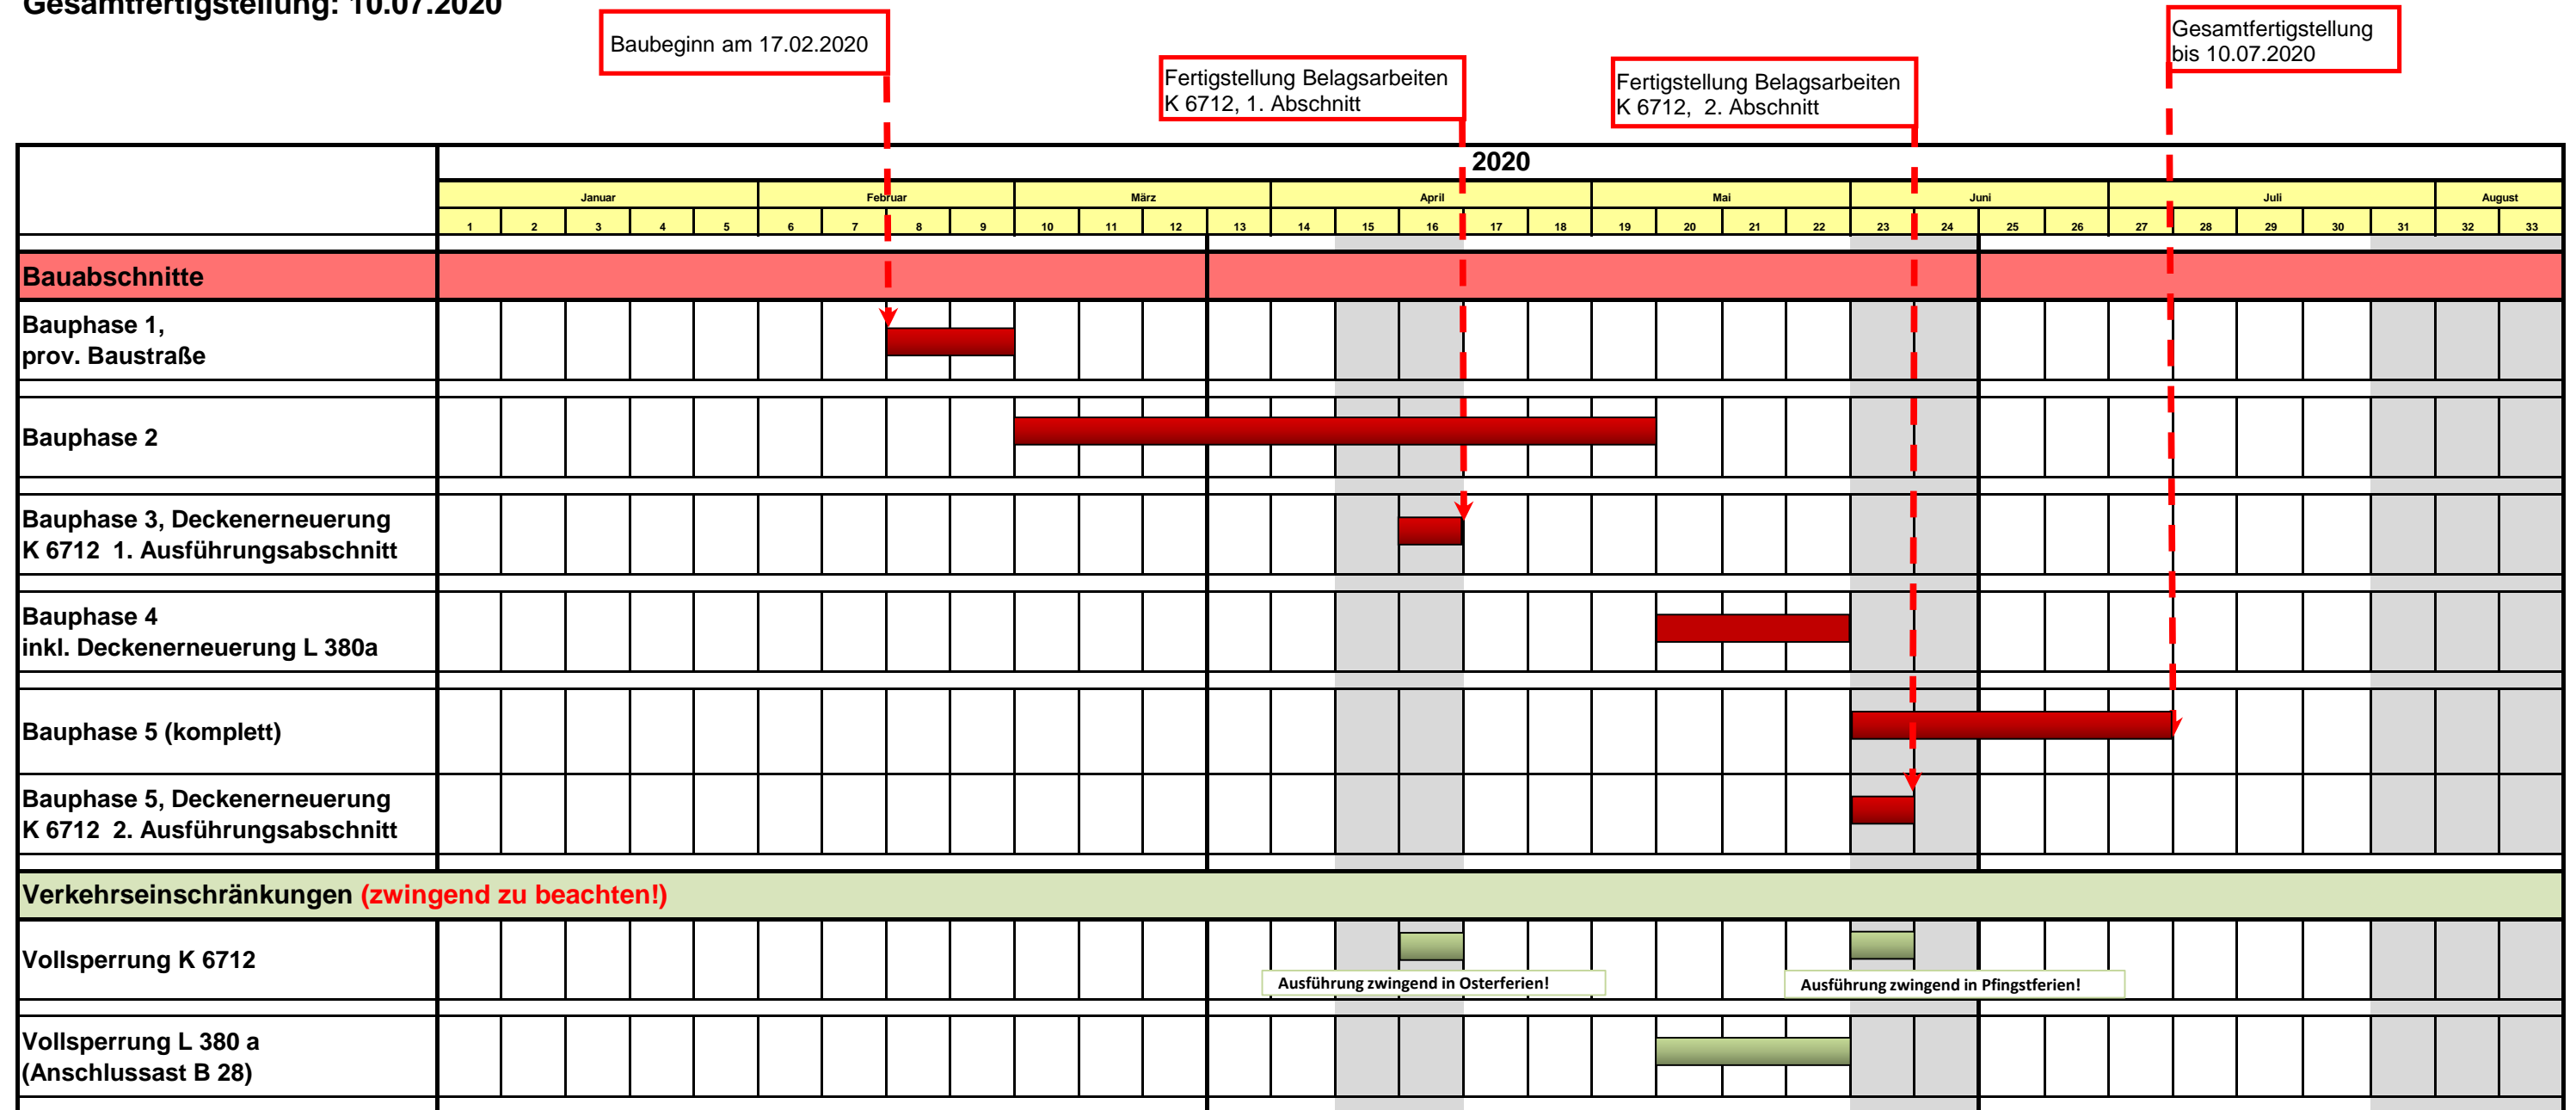 Gesamtfertigstellung: 10.07.2020
Baubeginn am 17.02.2020
Fertigstellung Belagsarbeiten
K 6712, 1. Abschnitt
Fertigstellung Belagsarbeiten
K 6712, 2. Abschnitt
Gesamtfertigstellung
bis 10.07.2020
2020
Januar Februar März April Mai Juni Juli August
1 2 3 4 5 6 7 8 9 10 11 12 13 14 15 16 17 18 19 20 21 22 23 24 25 26 27 28 29 30 31 32 33
Bauabschnitte
Bauphase 1,
prov. Baustraße
Bauphase 2
Bauphase 3, Deckenerneuerung
K 6712 1. Ausführungsabschnitt
Bauphase 4
inkl. Deckenerneuerung L 380a
Bauphase 5 (komplett)
Bauphase 5, Deckenerneuerung
K 6712 2. Ausführungsabschnitt
Verkehrseinschränkungen (zwingend zu beachten!)
Vollsperrung K 6712
Ausführung zwingend in Osterferien!
Ausführung zwingend in Pfingstferien!
Vollsperrung L 380 a
(Anschlussast B 28)